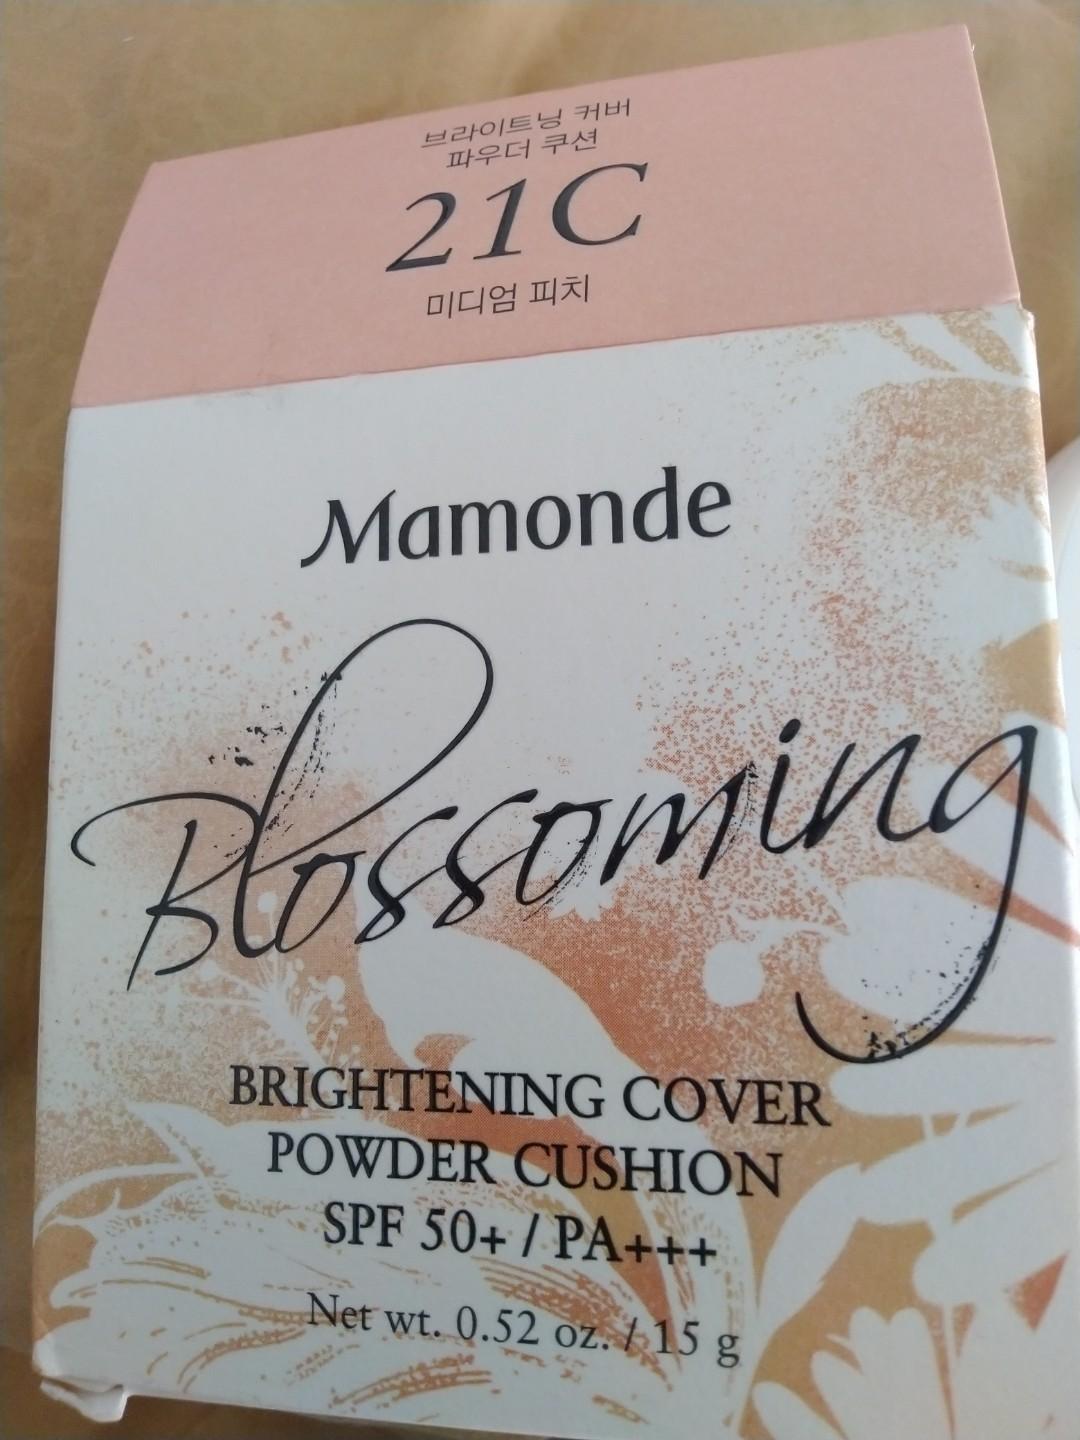 브라이트닝 커버
파우더 쿠션
21C
미디엄 피치
Mamonde
Blossoming
BRIGHTENING COVER
POWDER CUSHION
SPF 50+ / PA+++
Net wt. 0.52 oz. / 15 g